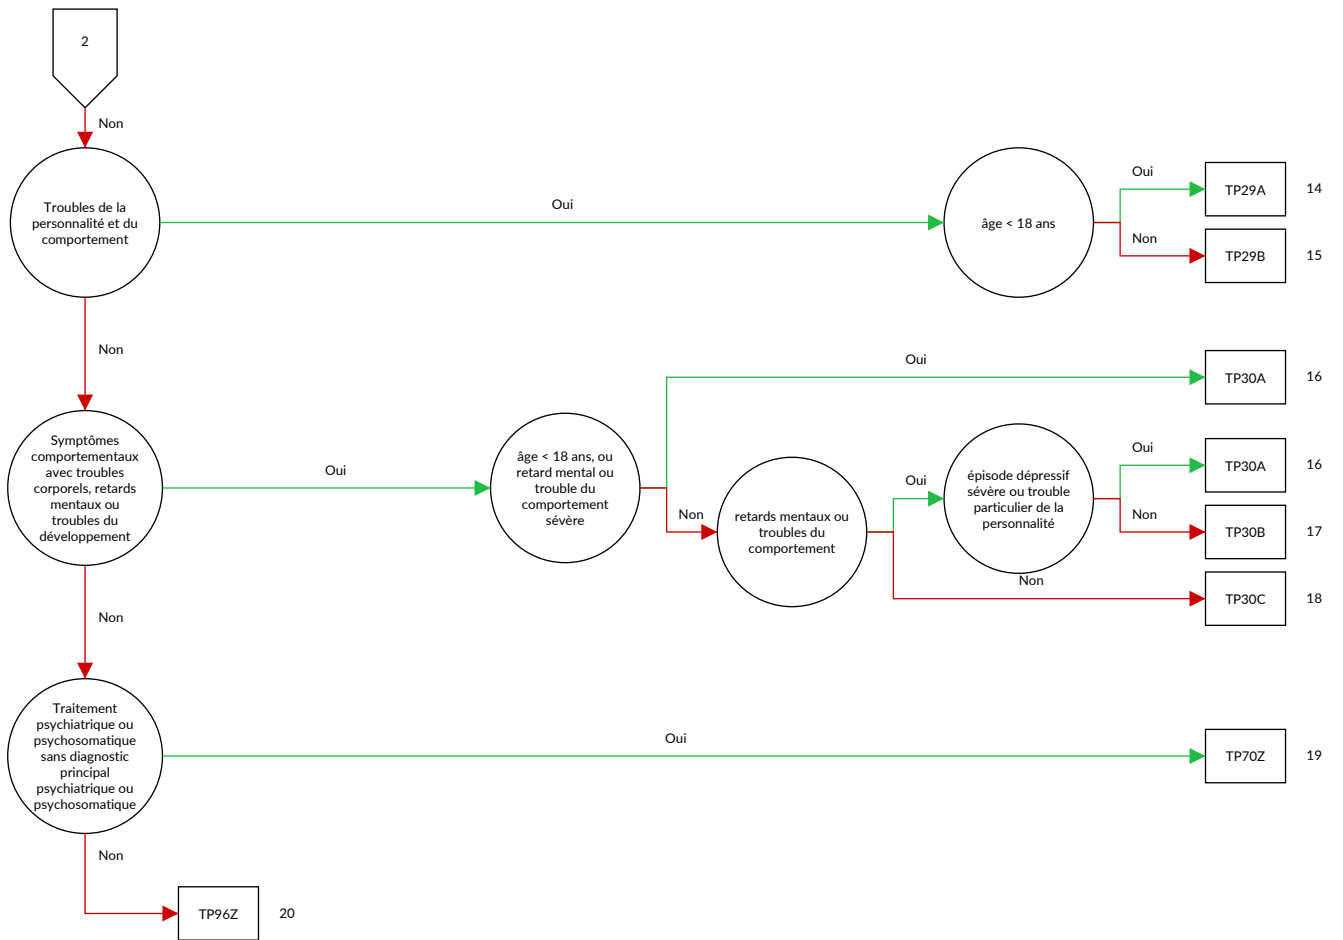 2
Non
Troubles de la
personnalité et du
comportement
Oui
âge < 18 ans
Oui
TP29A
14
Non
TP29B
15
Non
Oui
TP30A
16
Symptômes
comportementaux
avec troubles
corporels, retards
mentaux ou
troubles du
développement
Oui
âge < 18 ans, ou
retard mental ou
trouble du
comportement
sévère
Non
retards mentaux ou
troubles du
comportement
Oui
épisode dépressif
sévère ou trouble
particulier de la
personnalité
Oui
TP30A
16
Non
TP30B
17
Non
TP30C
18
Non
Traitement
psychiatrique ou
psychosomatique
sans diagnostic
principal
psychiatrique ou
psychosomatique
Oui
TP70Z
19
Non
TP96Z
20